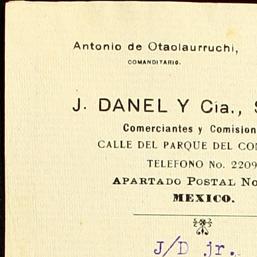 Antonio de Otaolaurruchi,
COMANDITARIO.
J. DANEL Y Cia.,
Comerciantes y Comision
CALLE DEL PARQUE DEL CON
TELEFONO No. 2209
APARTADO POSTAL No
MEXICO.
J/D jr.